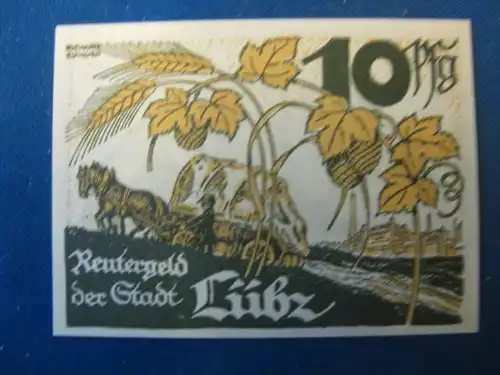 10 Pfg
Reutergeld
der Stadt Lübz